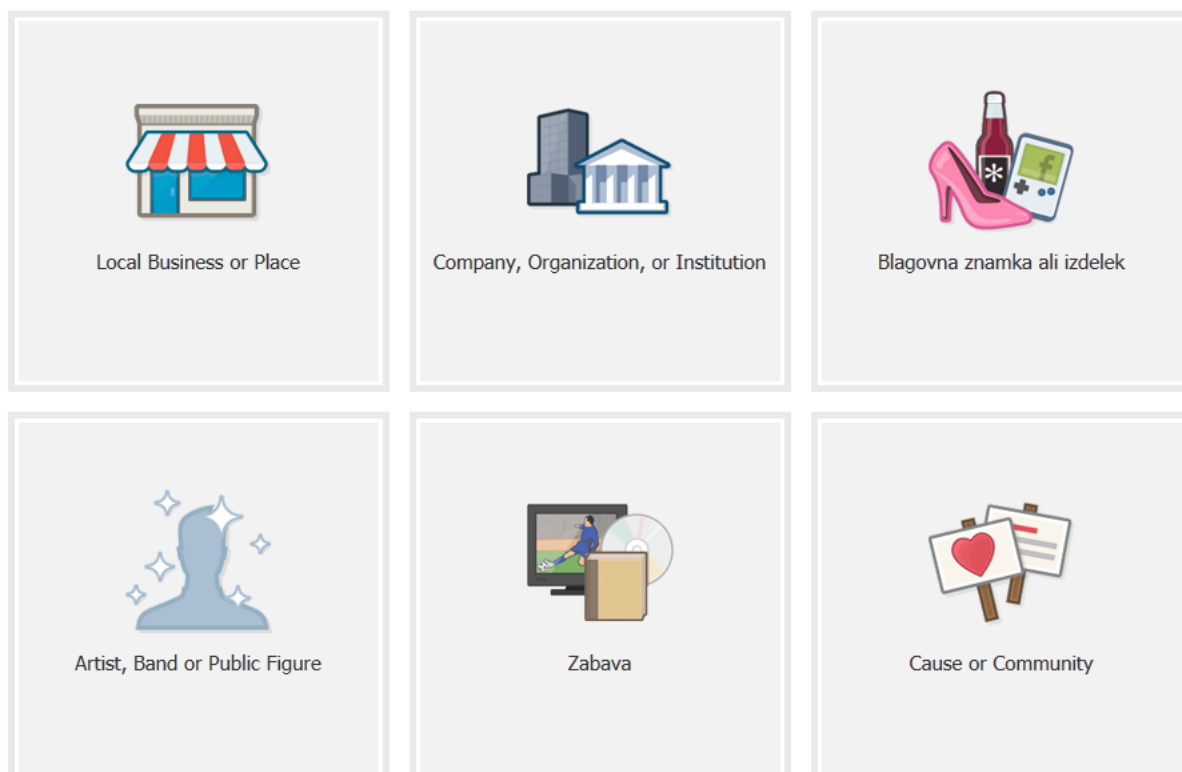 Local Business or Place
Company, Organization, or Institution
Blagovna znamka ali izdelek
Artist, Band or Public Figure
Zabava
Cause or Community